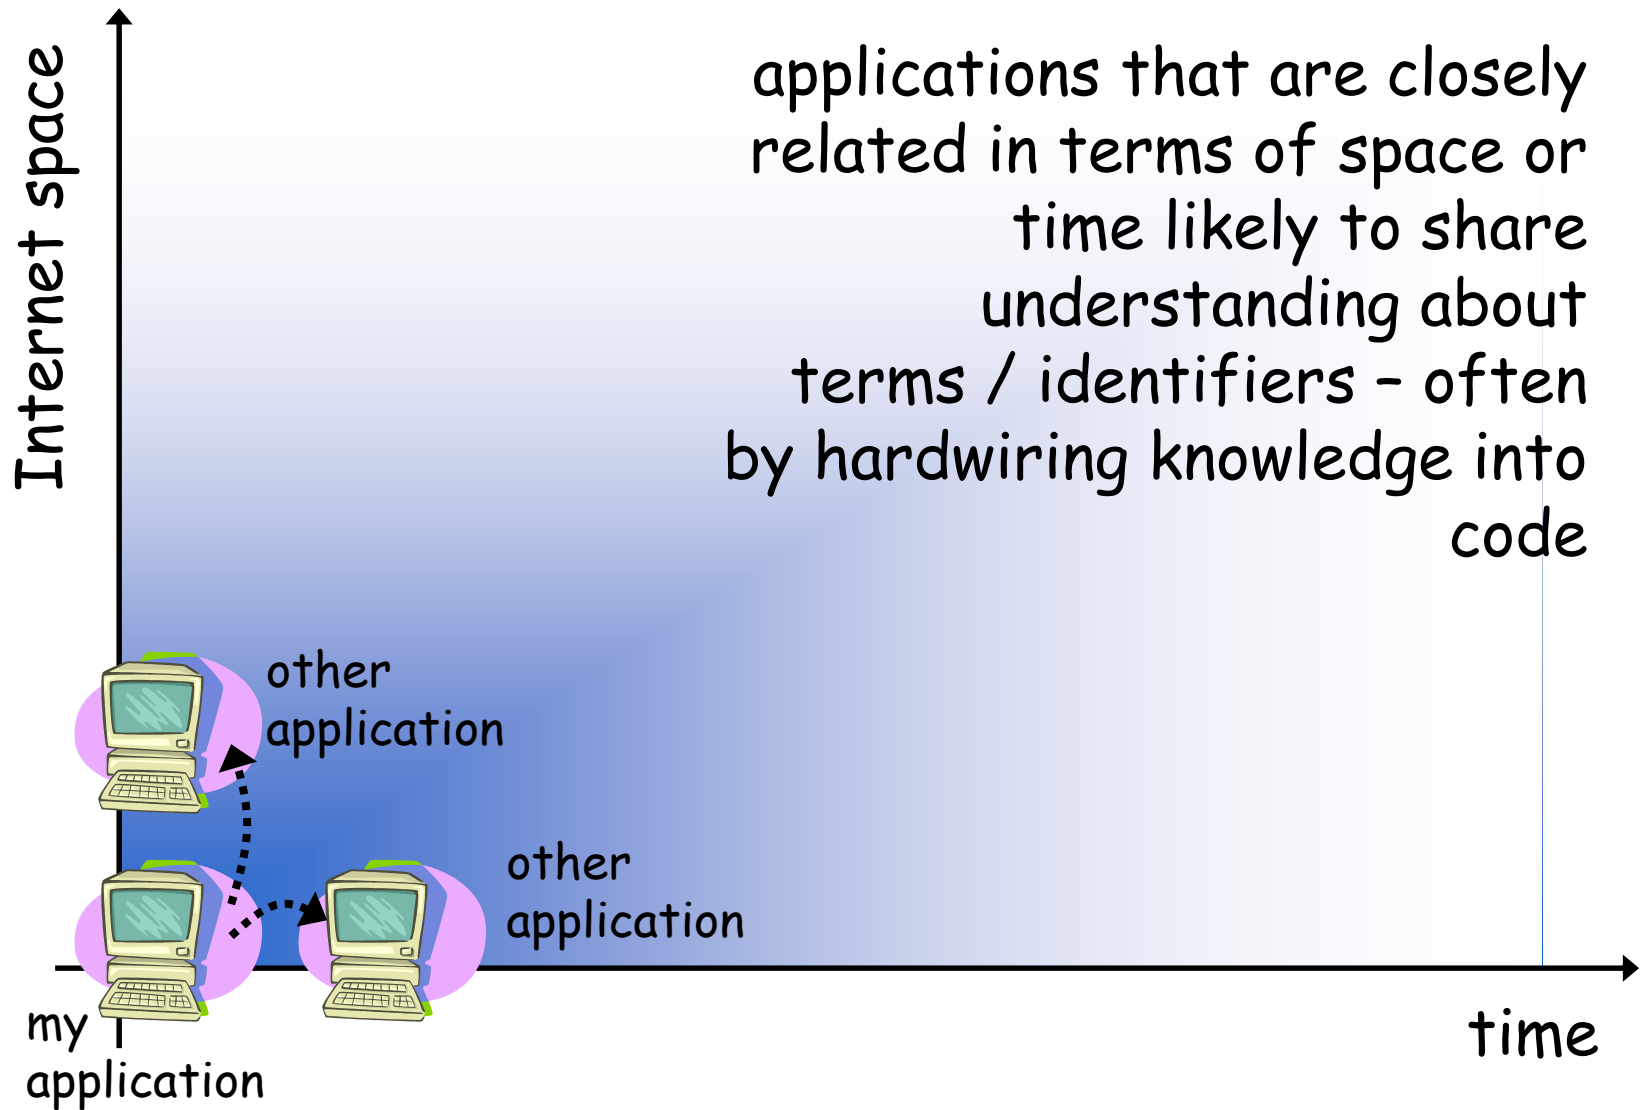 Internet space
applications that are closely
related in terms of space or
time likely to share
understanding about
terms / identifiers – often
by hardwiring knowledge into
code
other
application
other
application
my
application
time